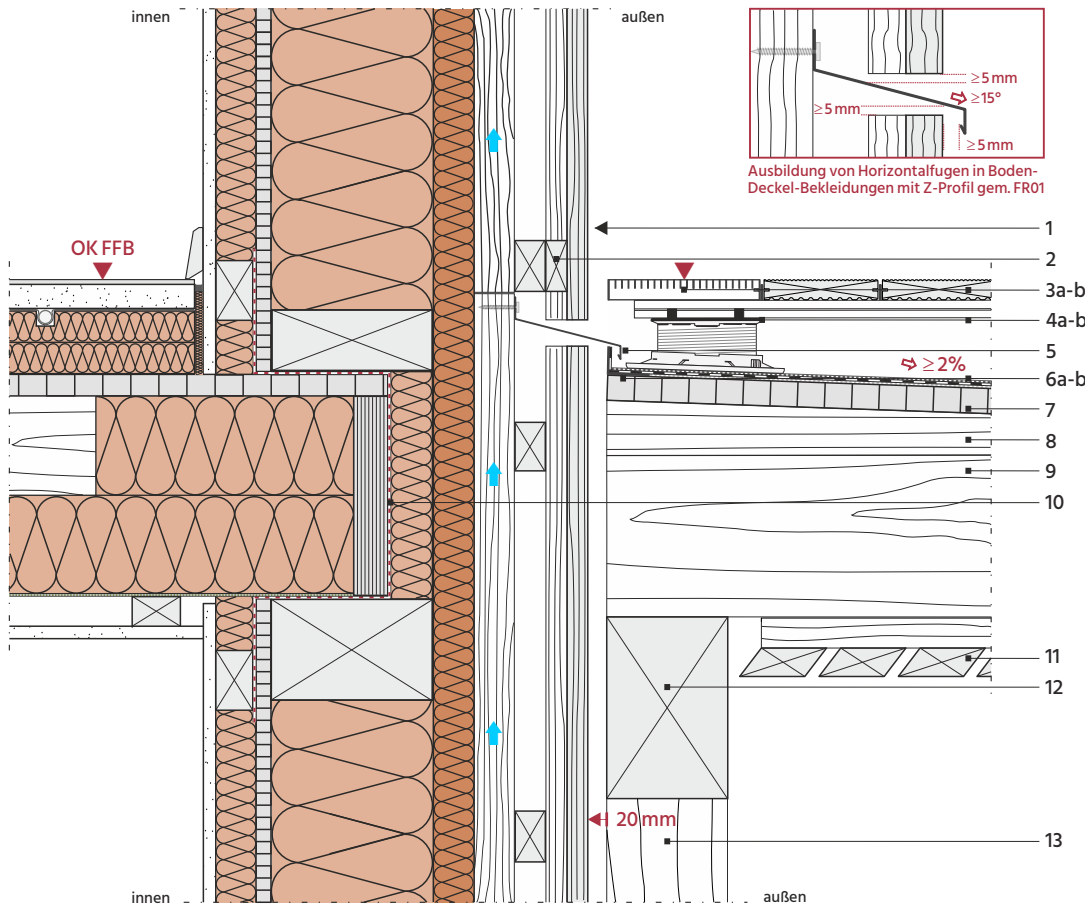 innen
außen
≥5 mm
≥15°
≥5 mm
≥5 mm
Ausbildung von Horizontalfugen in Boden-
Deckel-Bekleidungen mit Z-Profil gem. FR01
OK FFB
1
2
3a-b
4a-b
5
≥ 2%
6a-b
7
8
9
10
11
12
20 mm
13
innen
außen